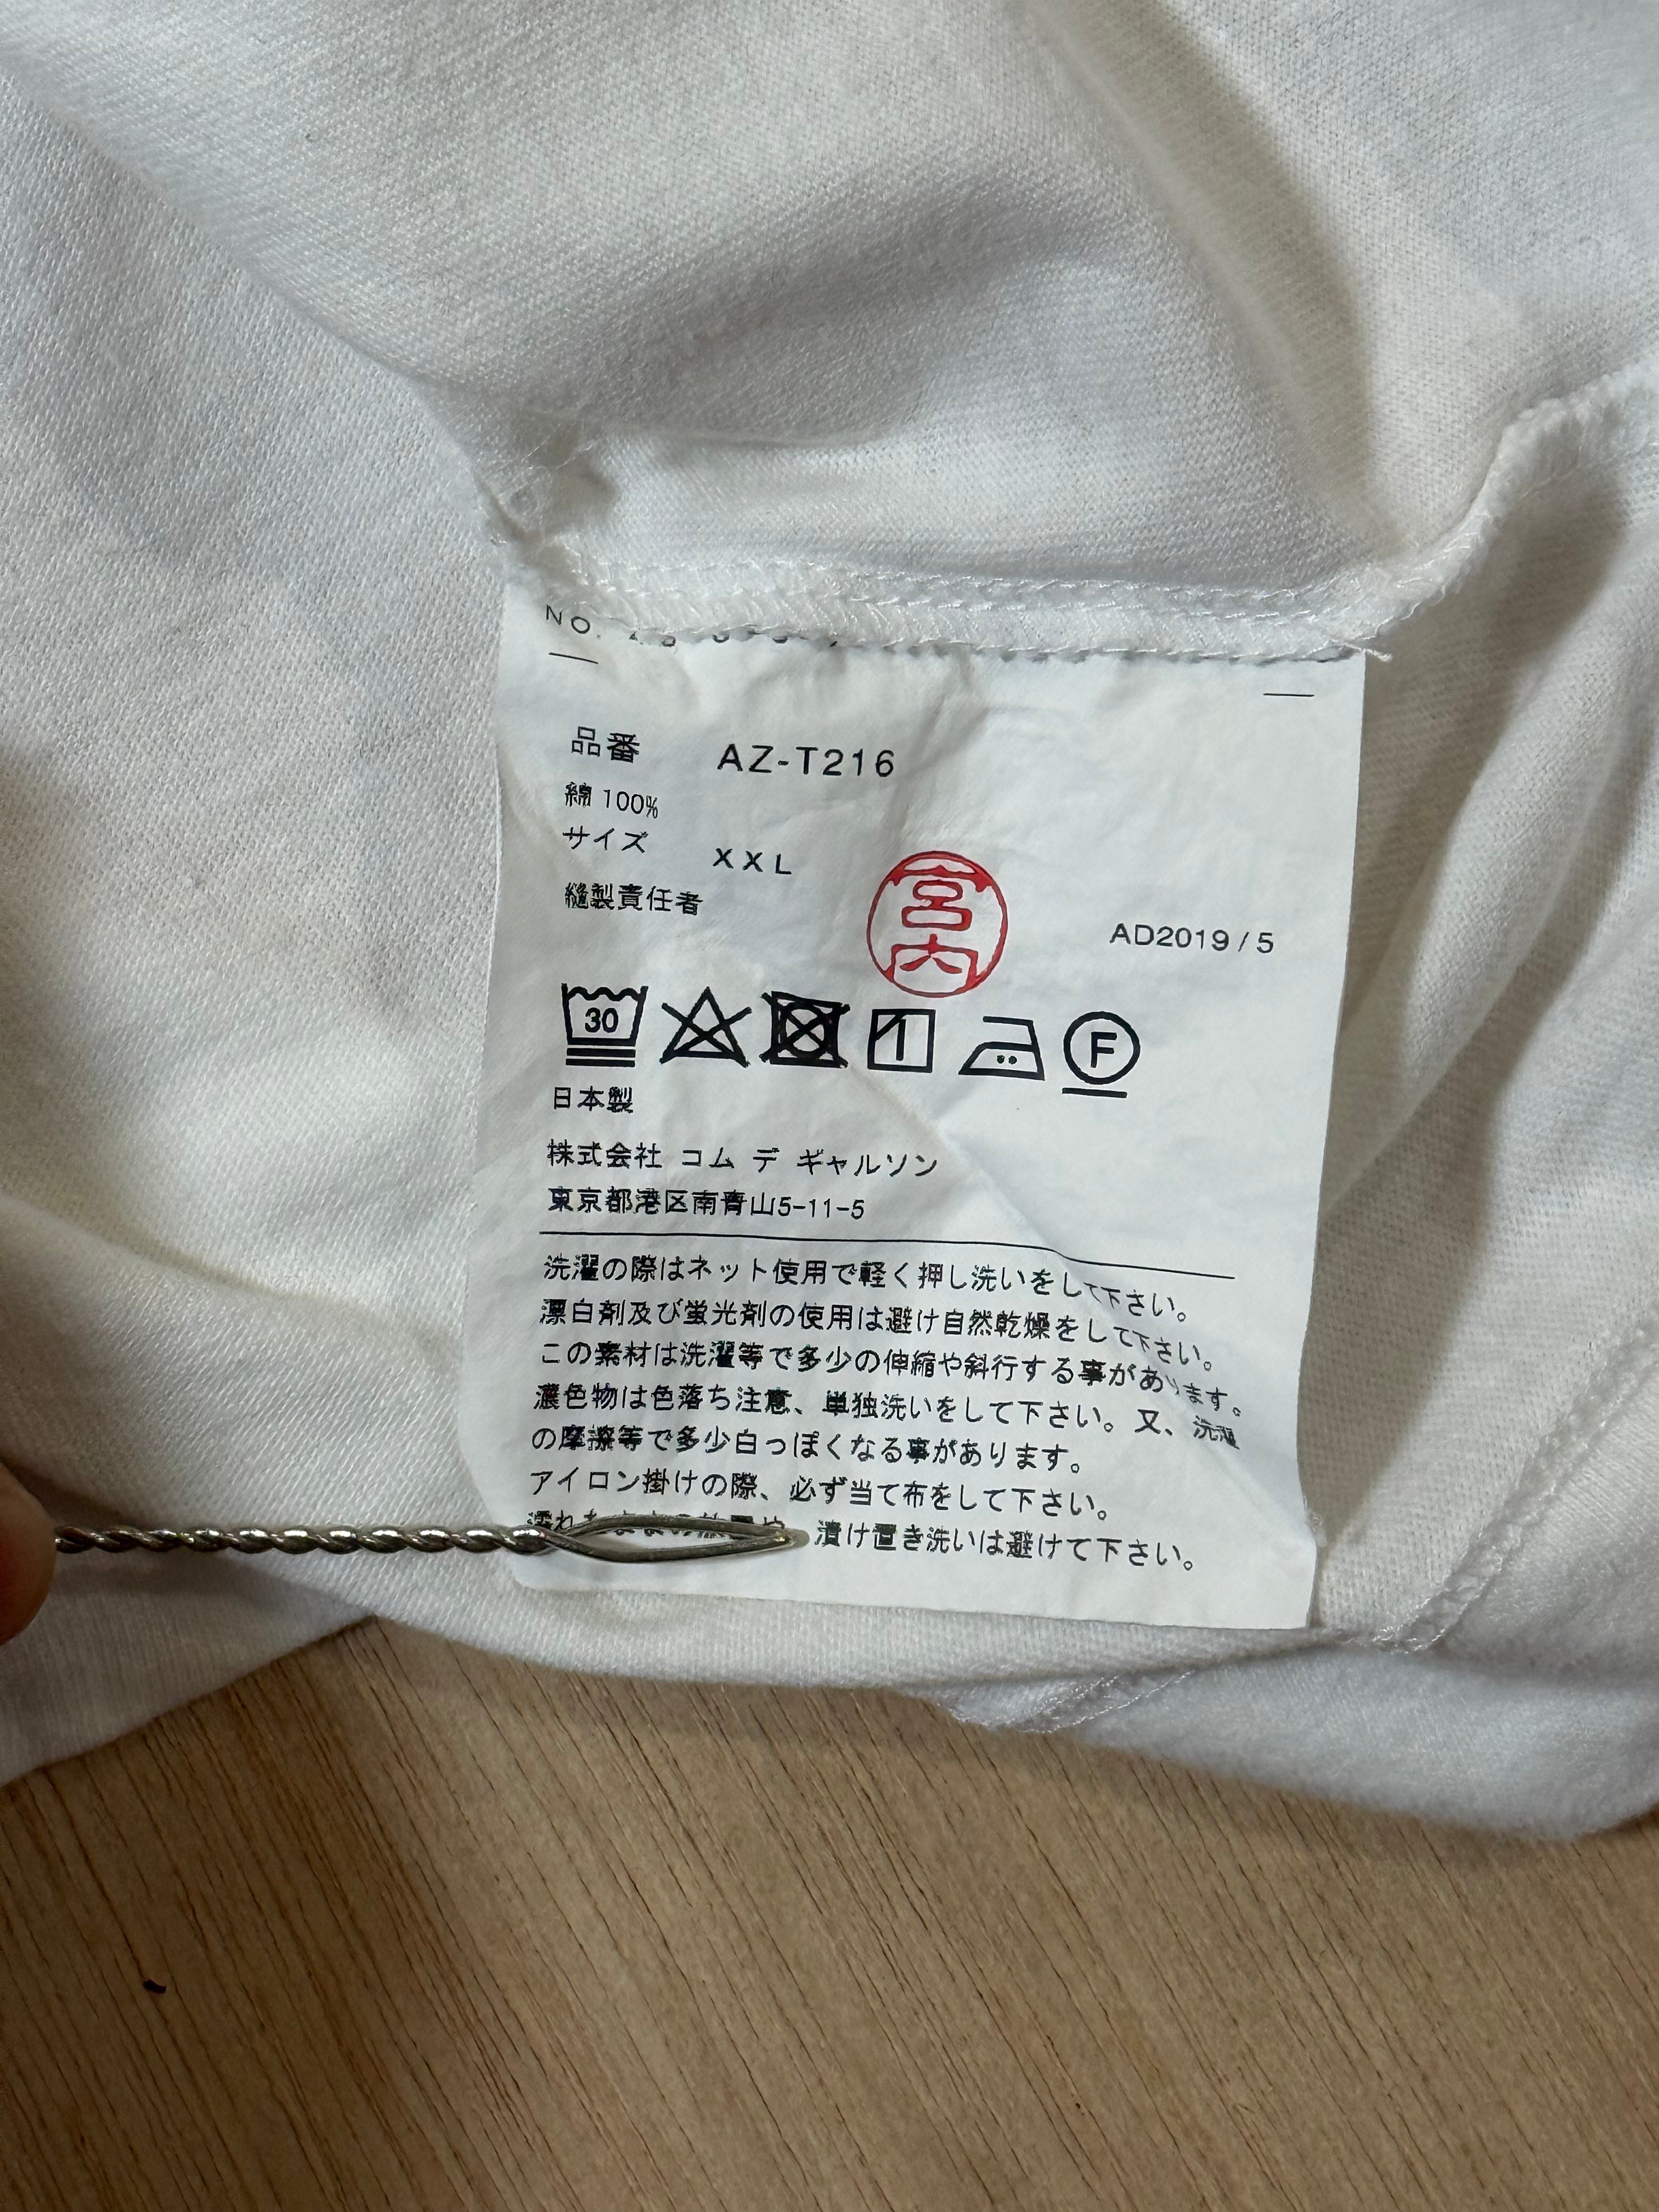 NO.
品番 AZ-T216
綿 100%
サイズ XXL
縫製責任者
宮内
AD2019/5
30
F
日本製
株式会社 コム デ ギャルソン
東京都港区南青山5-11-5
洗濯の際はネット使用で軽く押し洗いをして下さい。
漂白剤及び蛍光剤の使用は避け自然乾燥をして下さい。
この素材は洗濯等で多少の伸縮や斜行する事があります。
濃色物は色落ち注意、単独洗いをして下さい。又、洗濯
の摩擦等で多少白っぽくなる事があります。
アイロン掛けの際、必ず当て布をして下さい。
漬け置き洗いは避けて下さい。